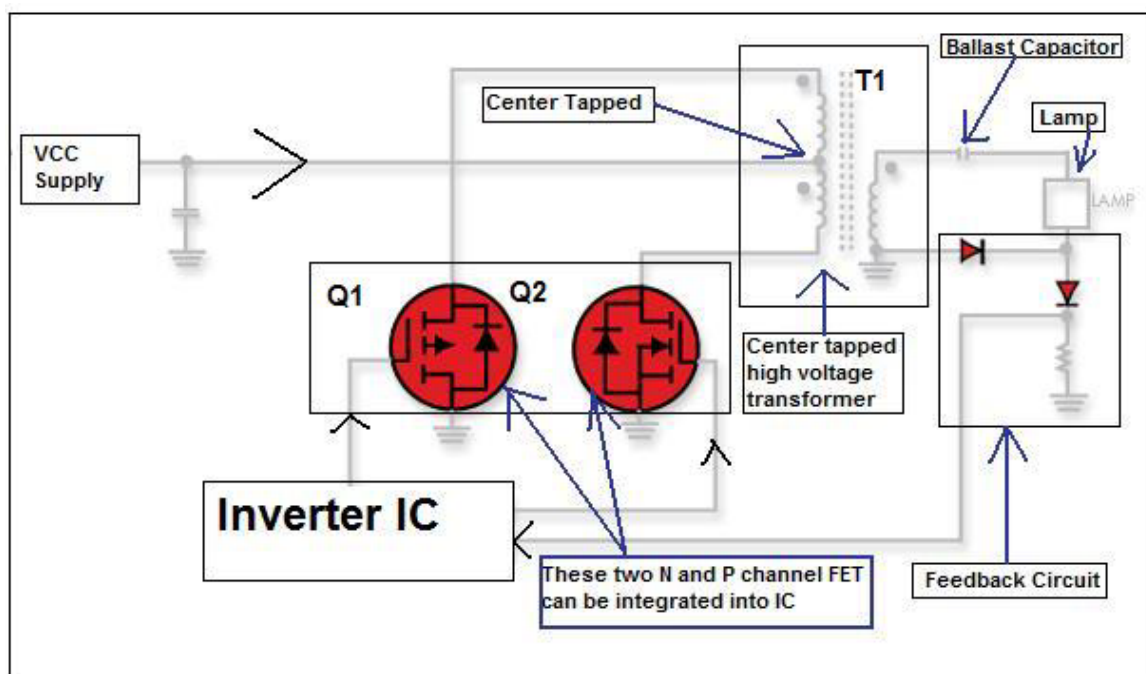 Ballast Capacitor
T1
Center Tapped
Lamp
VCC
Supply
LAMP
Q1
Q2
Center tapped
high voltage
transformer
Inverter IC
These two N and P channel FET
can be integrated into IC
Feedback Circuit